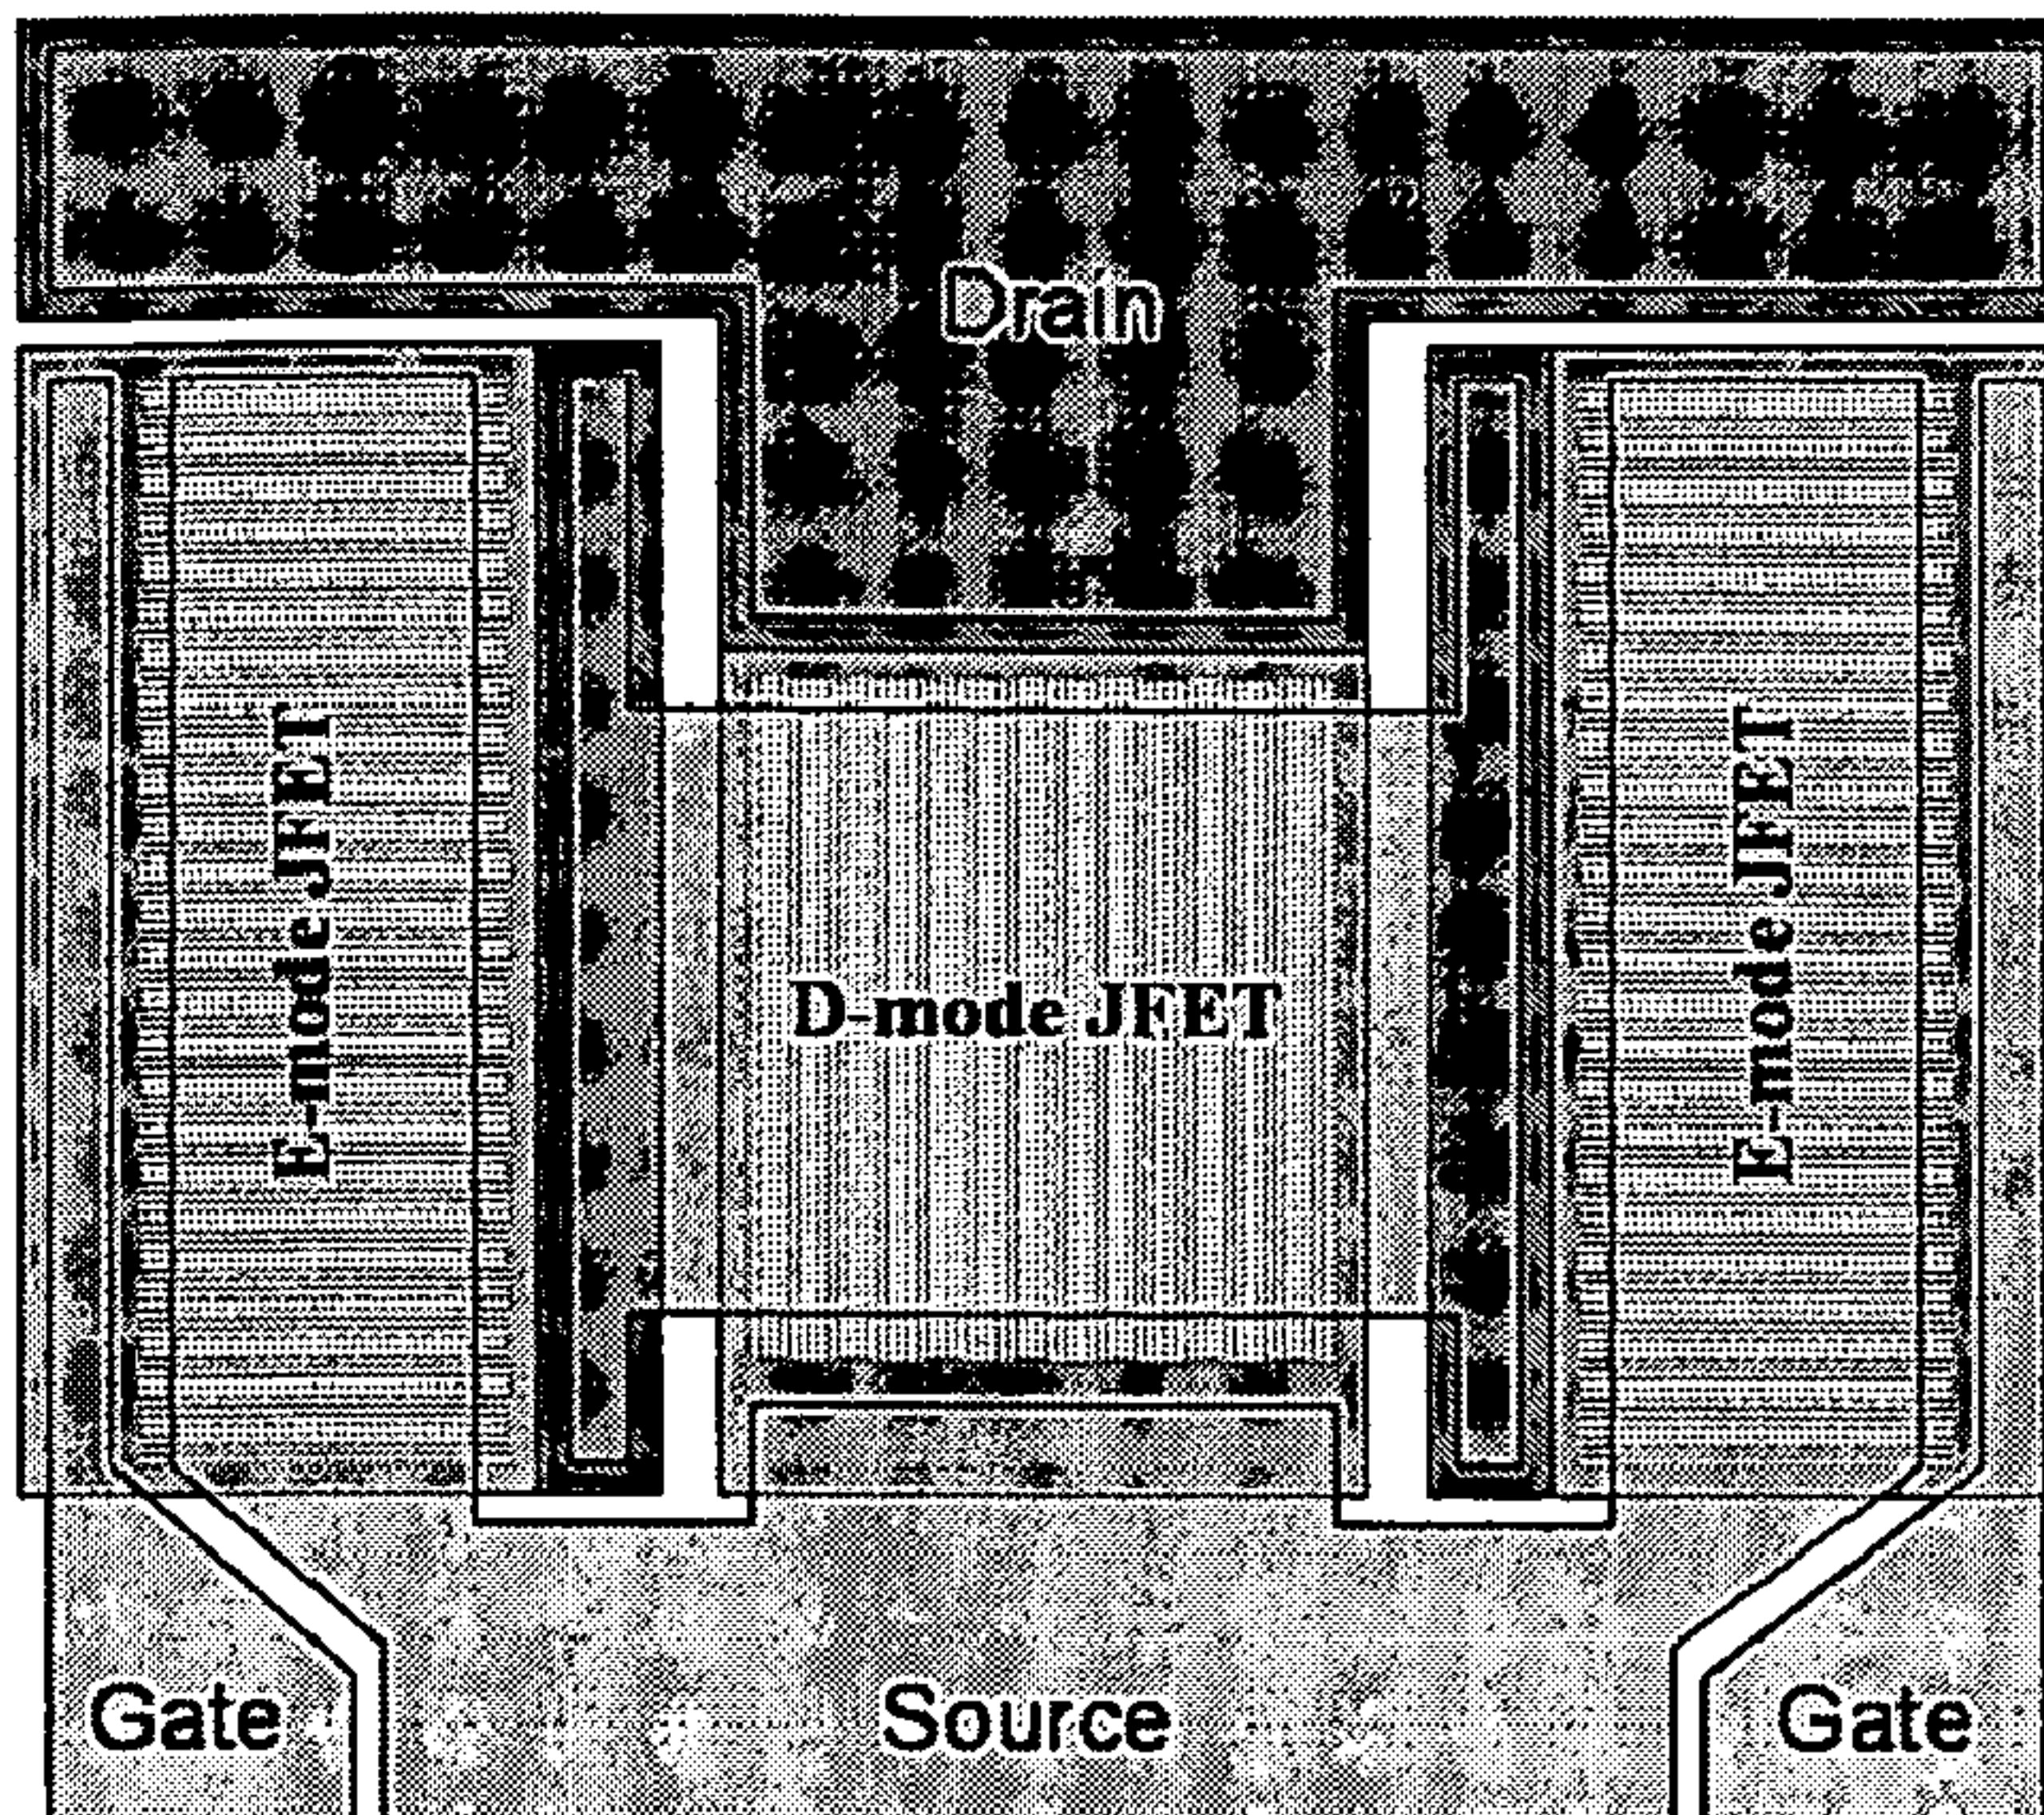 Drain
E-mode JFET
D-mode JFET
E-mode JFET
Gate
Source
Gate